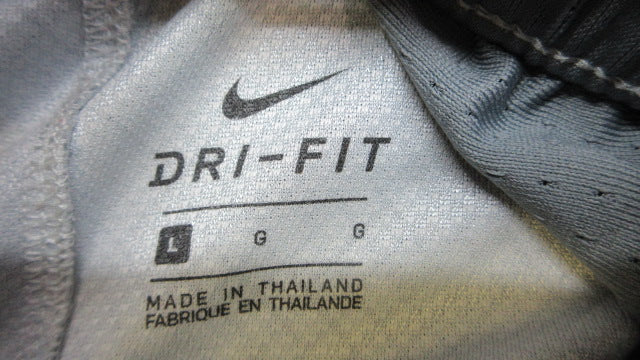 DRI-FIT
L G G
MADE IN THAILAND
FABRIQUE EN THAILANDE